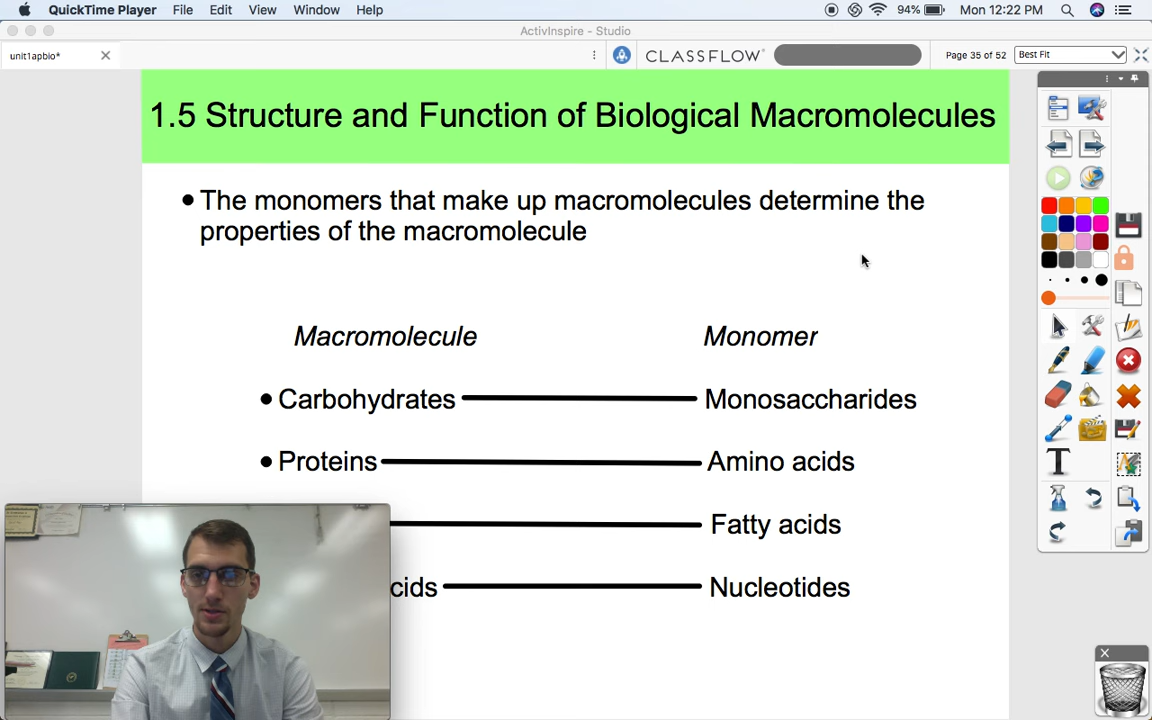 QuickTime Player File Edit View Window Help 94% Mon 12:22 PM
ActivInspire - Studio
unit1apbio* CLASSFLOW Page 35 of 52 Best Fit
1.5 Structure and Function of Biological Macromolecules
• The monomers that make up macromolecules determine the
properties of the macromolecule
Macromolecule Monomer
• Carbohydrates Monosaccharides
• Proteins Amino acids
Fatty acids
cids Nucleotides
T